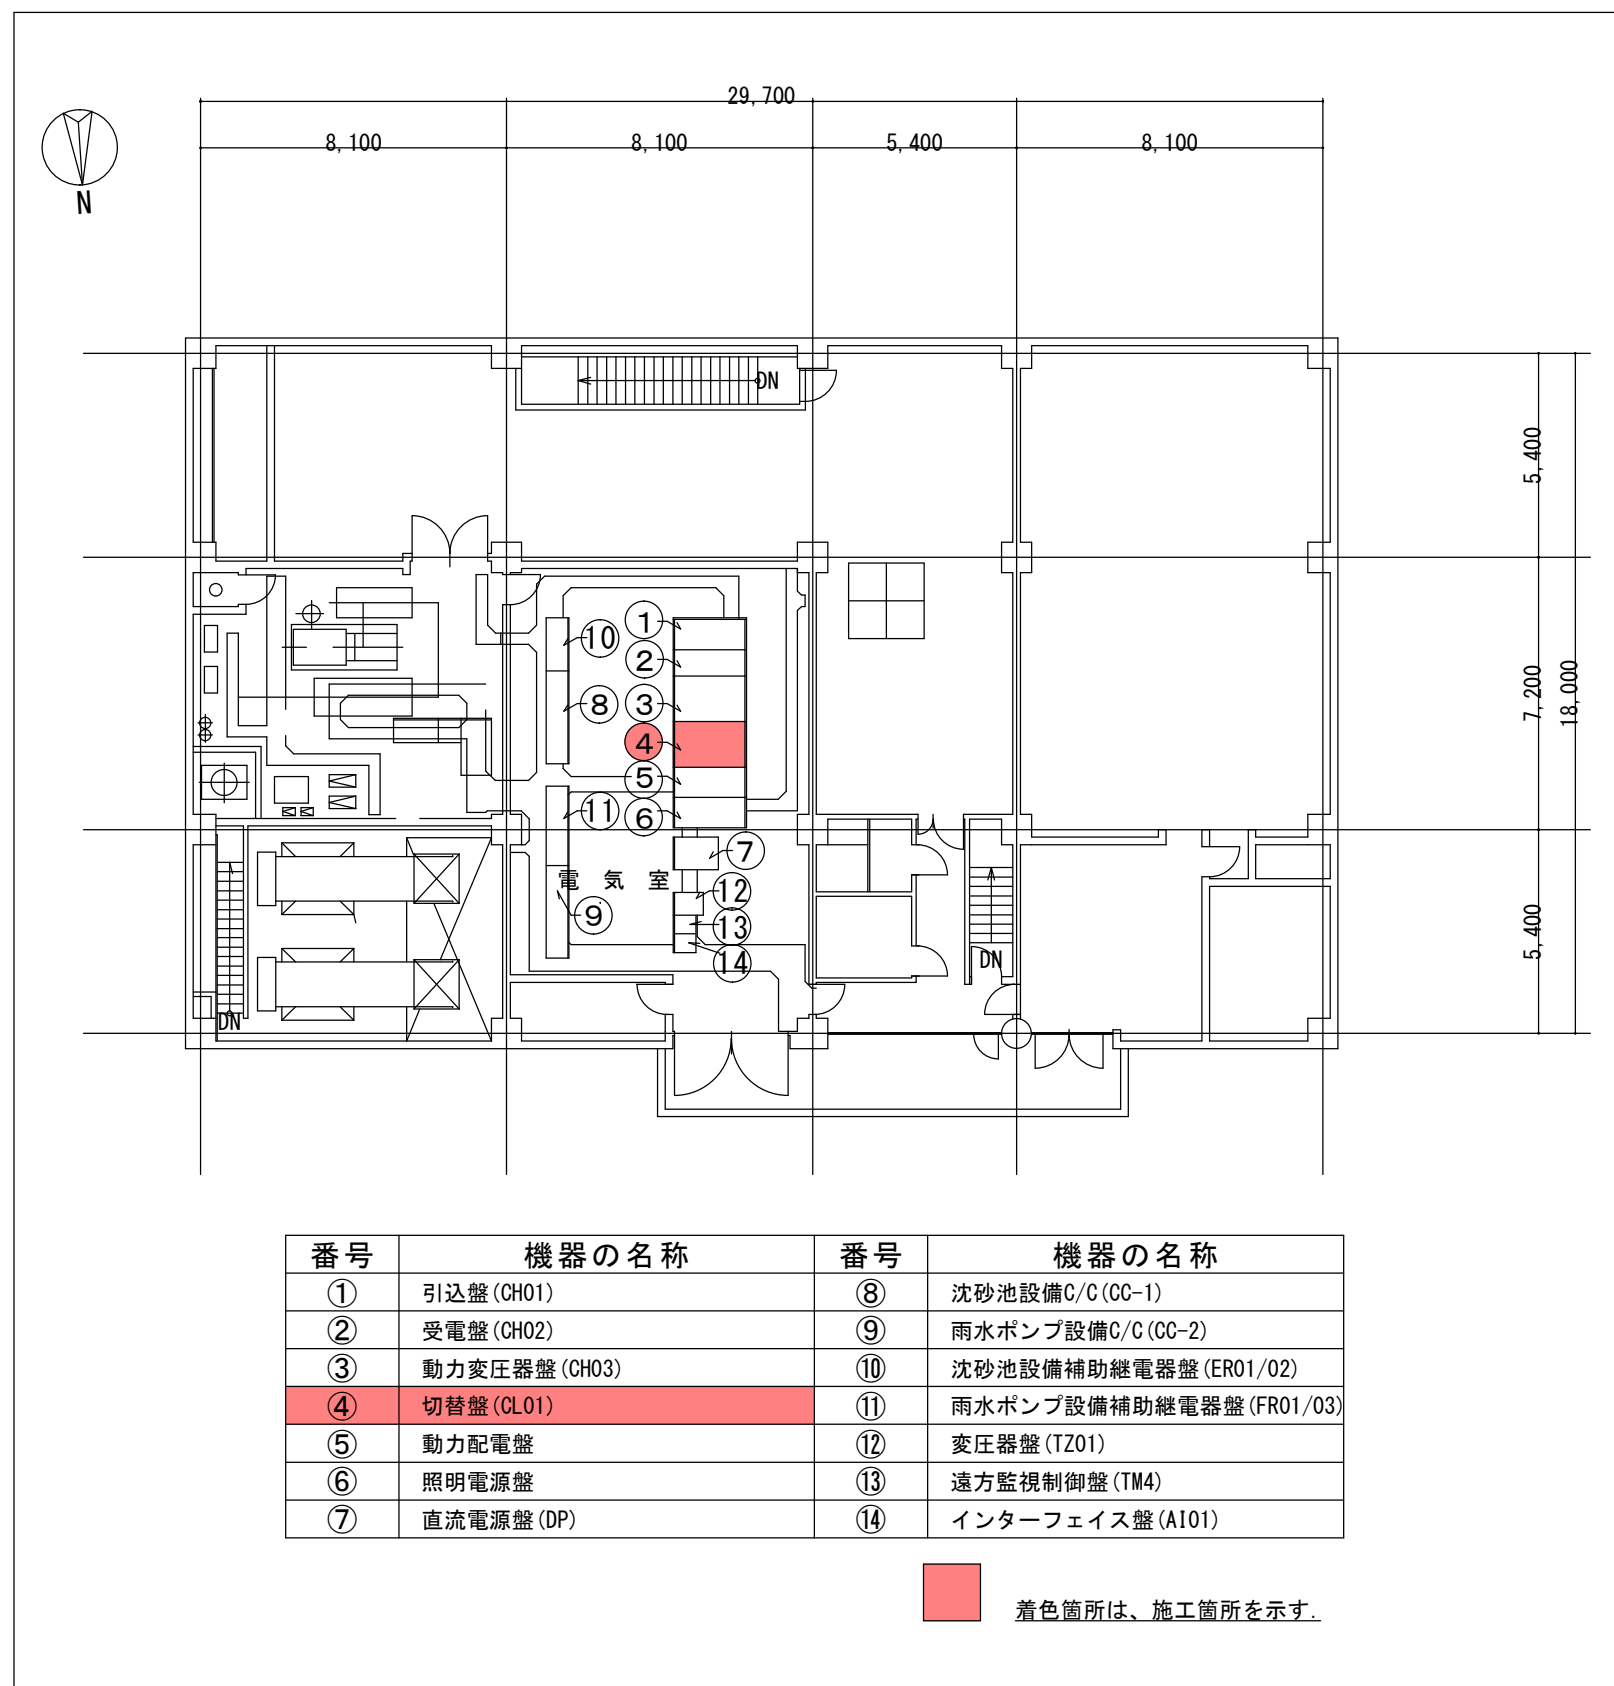 29,700
8,100
8,100
5,400
8,100
N
DN
5,400
7,200
18,000
5,400
①
②
③
④
⑤
⑥
⑦
⑧
⑨
⑩
⑪
⑫
⑬
⑭
電気室
DN
DN
番号 機器の名称 番号 機器の名称
① 引込盤(CH01) ⑧ 沈砂池設備C/C(CC-1)
② 受電盤(CH02) ⑨ 雨水ポンプ設備C/C(CC-2)
③ 動力変圧器盤(CH03) ⑩ 沈砂池設備補助継電器盤(ER01/02)
④ 切替盤(CL01) ⑪ 雨水ポンプ設備補助継電器盤(FR01/03)
⑤ 動力配電盤 ⑫ 変圧器盤(TZ01)
⑥ 照明電源盤 ⑬ 遠方監視制御盤(TM4)
⑦ 直流電源盤(DP) ⑭ インターフェイス盤(AI01)
着色箇所は、施工箇所を示す.